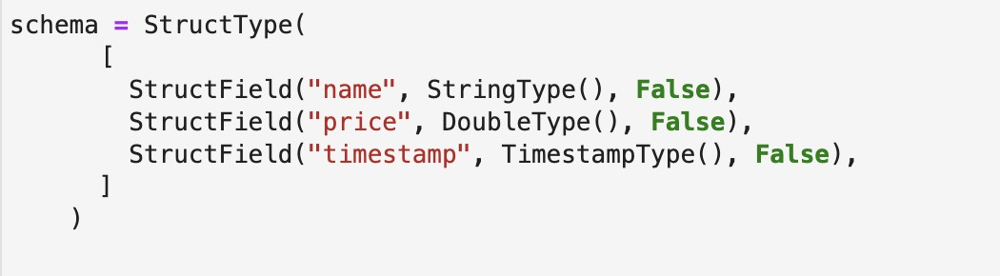 schema = StructType(
[
StructField("name", StringType(), False),
StructField("price", DoubleType(), False),
StructField("timestamp", TimestampType(), False),
]
)